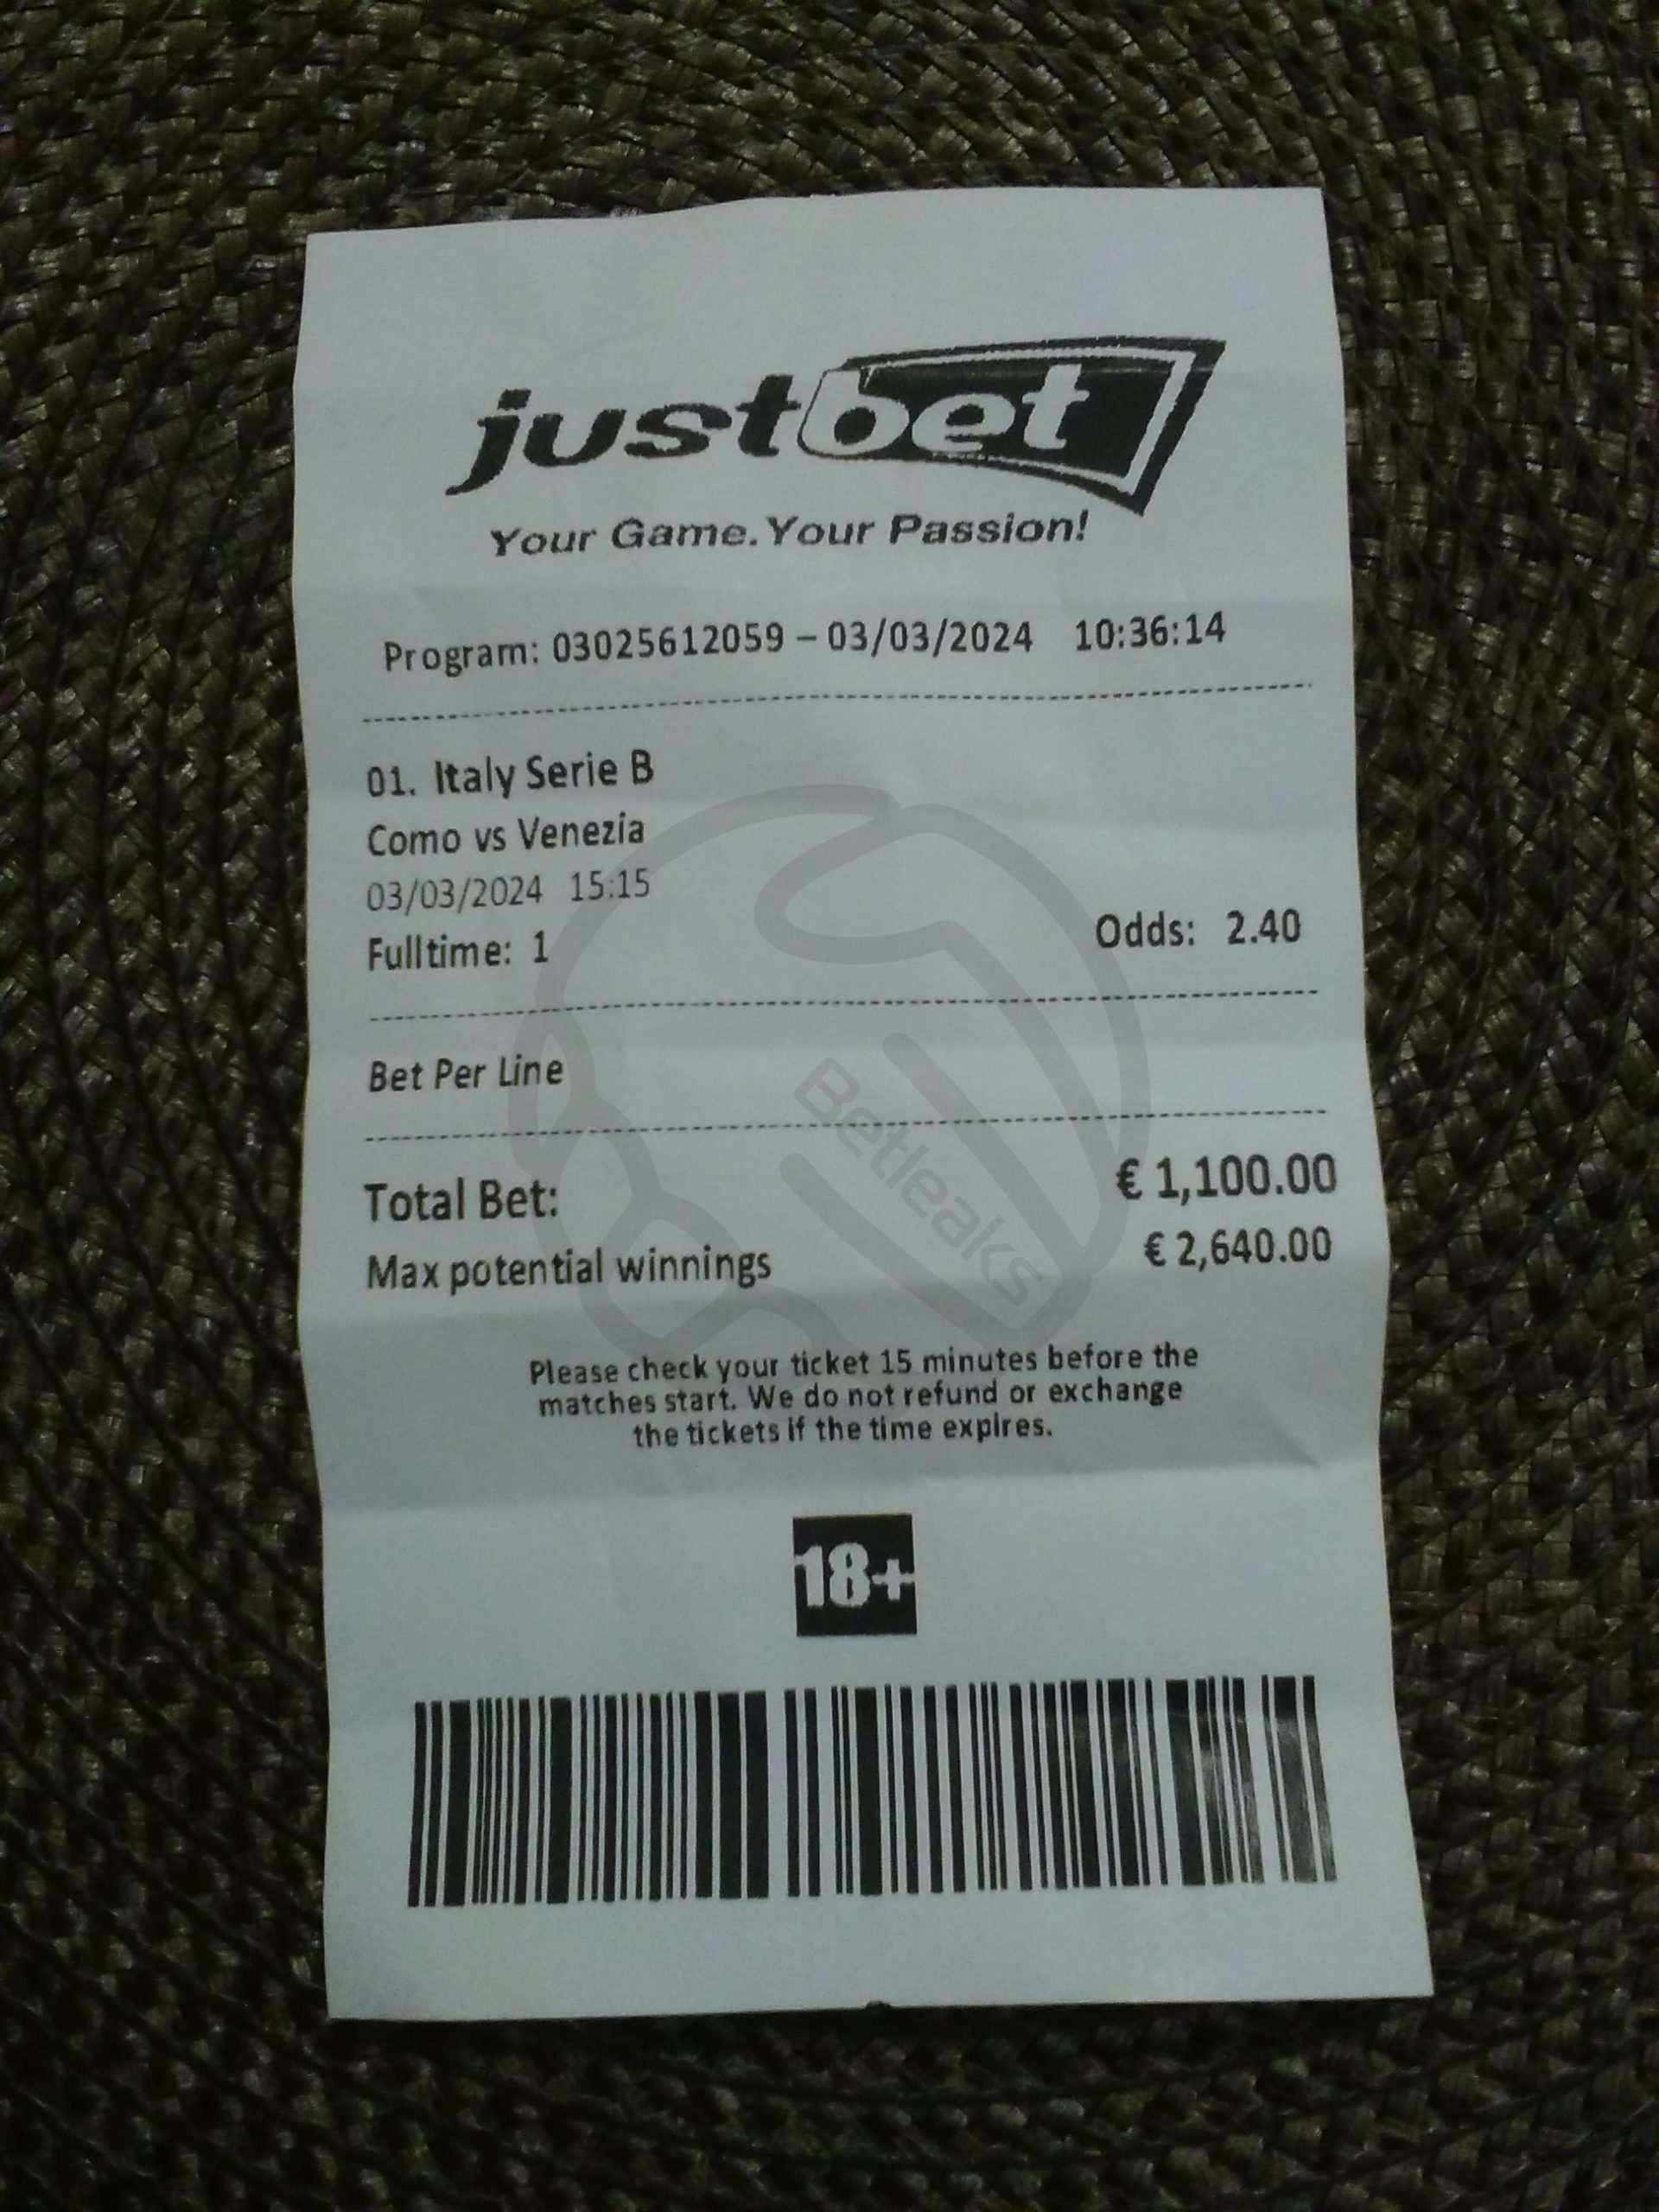 justbet
Your Game. Your Passion!
Program: 03025612059 – 03/03/2024 10:36:14
01. Italy Serie B
Como vs Venezia
03/03/2024 15:15
Fulltime: 1 Odds: 2.40
Bet Per Line
Total Bet: € 1,100.00
Max potential winnings € 2,640.00
Please check your ticket 15 minutes before the
matches start. We do not refund or exchange
the tickets if the time expires.
18+
Betleaks